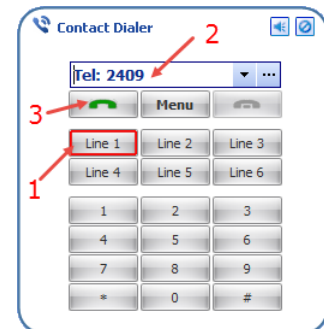 Contact Dialer
2
Tel: 2409
3
Menu
Line 1 Line 2 Line 3
1
Line 4 Line 5 Line 6
1 2 3
4 5 6
7 8 9
* 0 #